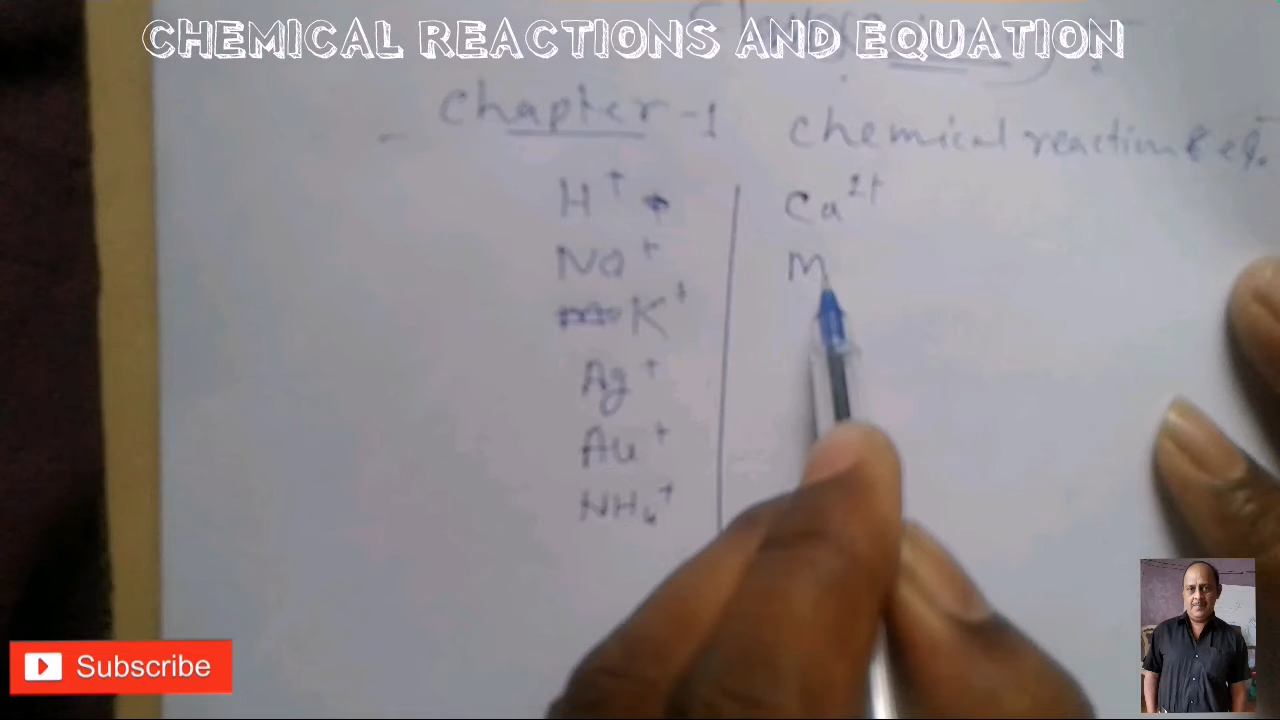 CHEMICAL REACTIONS AND EQUATION
Chapter-1 Chemical reaction & eq.
H⁺ Ca²⁺
Na⁺ M
K⁺
Ag⁺
Au⁺
NH₄⁺
Subscribe